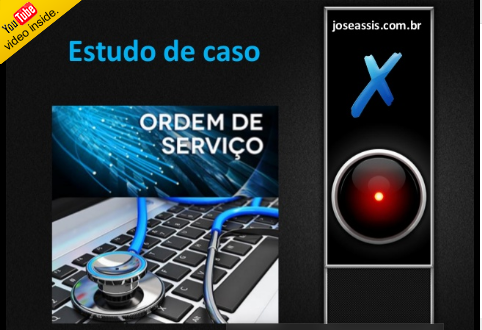 YouTube
video inside.
Estudo de caso
joseassis.com.br
X
ORDEM DE
SERVIÇO